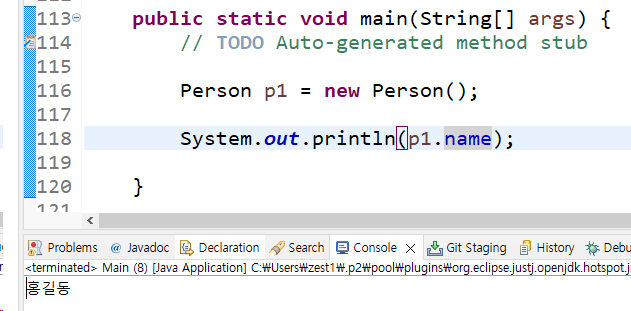 113 public static void main(String[] args) {
114 // TODO Auto-generated method stub
115
116 Person p1 = new Person();
117
118 System.out.println(p1.name);
119
120 }
121
Problems @ Javadoc Declaration Search Console Git Staging History Debu
<terminated> Main (8) [Java Application] C:₩Users₩zest1₩.p2₩pool₩plugins₩org.eclipse.justj.openjdk.hotspot.j
홍길동